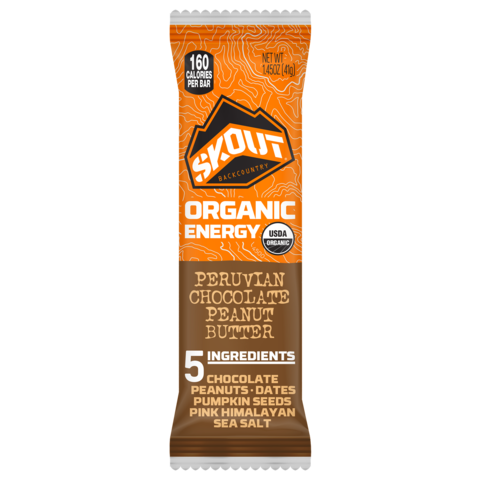 160
CALORIES
PER BAR
NET WT
1.45OZ (41g)
SKOUT
BACKCOUNTRY
ORGANIC
ENERGY
USDA
ORGANIC
PERUVIAN
CHOCOLATE
PEANUT
BUTTER
5 INGREDIENTS
CHOCOLATE
PEANUTS • DATES
PUMPKIN SEEDS
PINK HIMALAYAN
SEA SALT